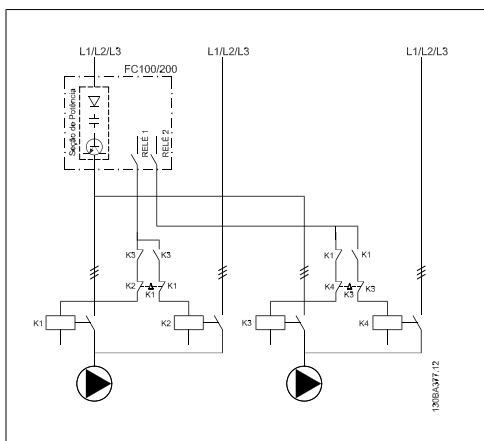 L1/L2/L3
L1/L2/L3
L1/L2/L3
FC100/200
Seção de Potência
RELÉ 1
RELÉ 2
K3
K3
K1
K1
K2
K1
K1
K4
K3
K3
K1
K2
K3
K4
130BA377.12